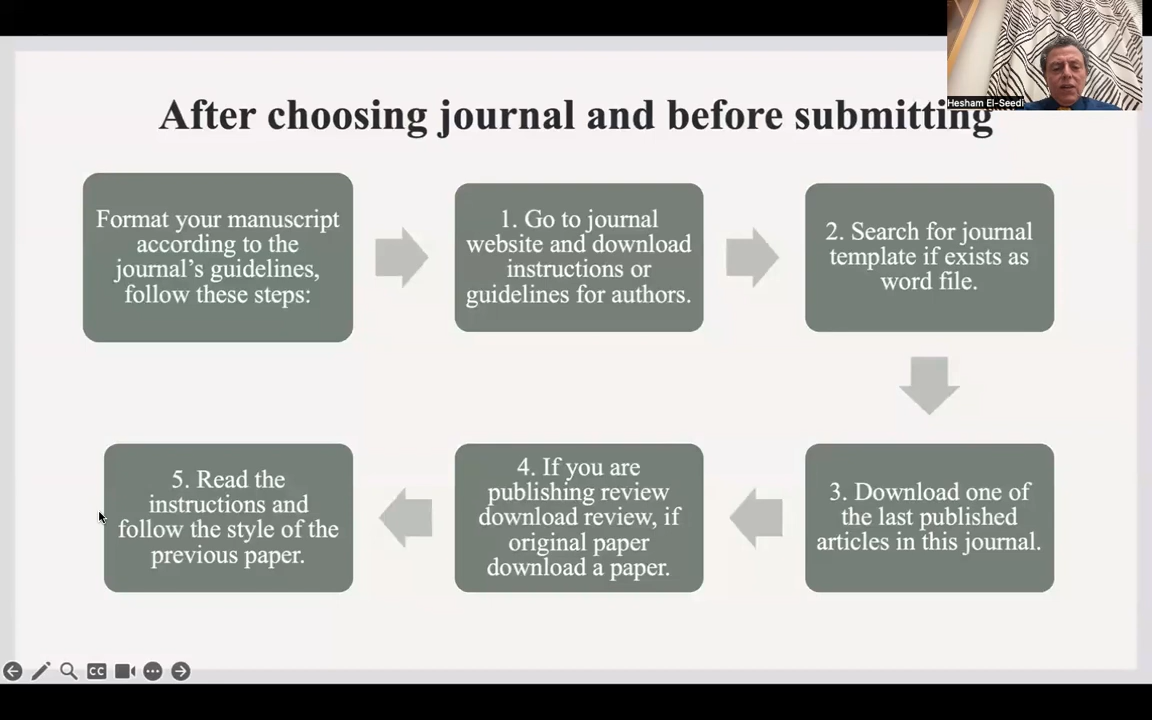 After choosing journal and before submitting
Hesham El-Seedi
Format your manuscript
according to the
journal's guidelines,
follow these steps:
1. Go to journal
website and download
instructions or
guidelines for authors.
2. Search for journal
template if exists as
word file.
3. Download one of
the last published
articles in this journal.
4. If you are
publishing review
download review, if
original paper
download a paper.
5. Read the
instructions and
follow the style of the
previous paper.
CC